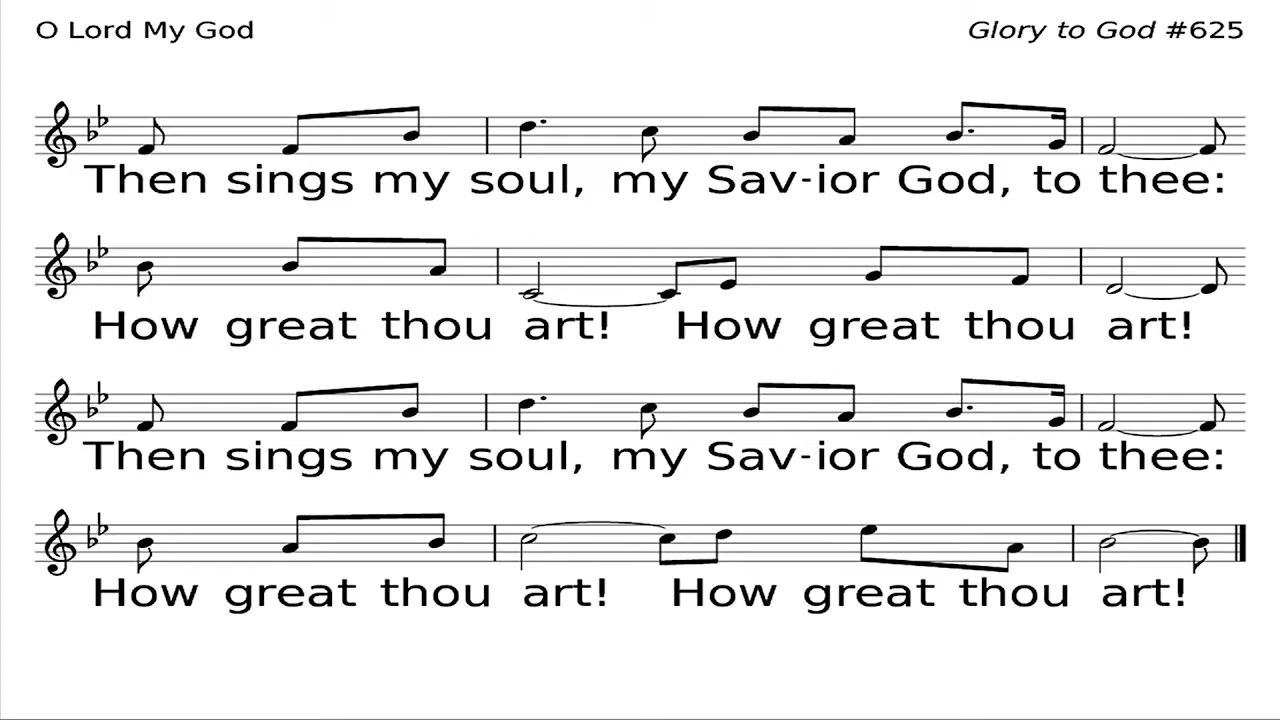 O Lord My God
Glory to God #625
Then sings my soul, my Sav-ior God, to thee:
How great thou art! How great thou art!
Then sings my soul, my Sav-ior God, to thee:
How great thou art! How great thou art!